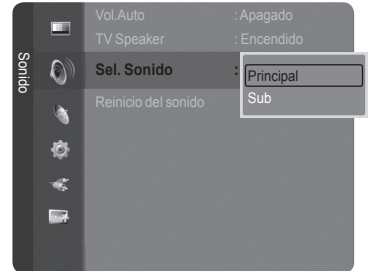 Sonido
Vol.Auto : Apagado
TV Speaker : Encendido
Sel. Sonido :
Principal
Sub
Reinicio del sonido